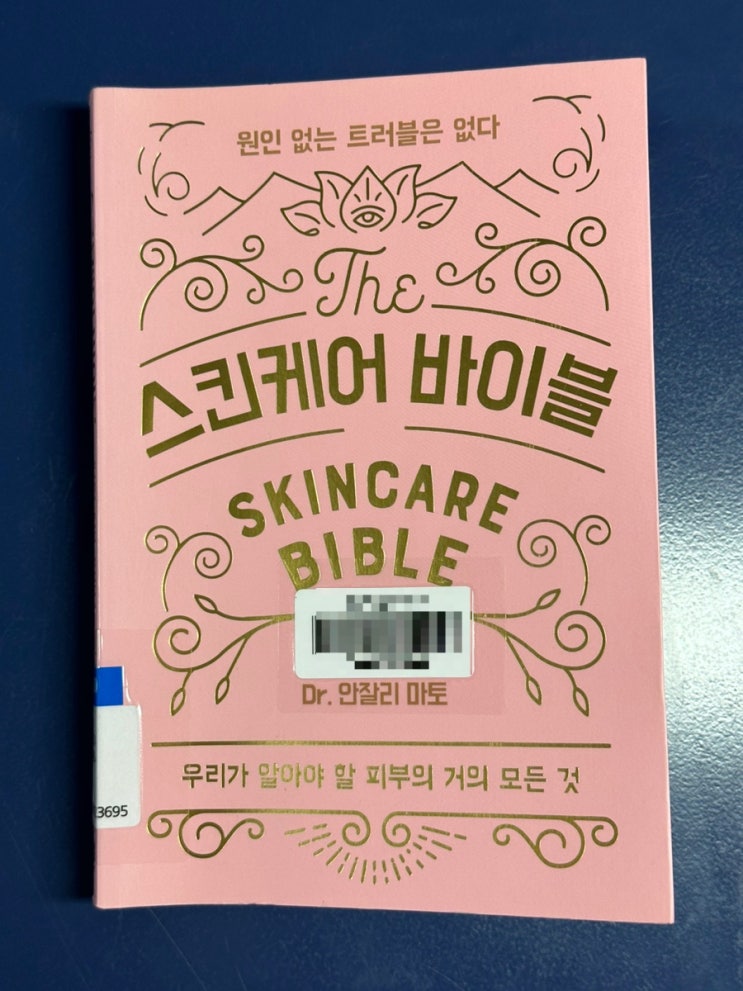 원인 없는 트러블은 없다
The
스킨케어 바이블
SKINCARE
BIBLE
Dr. 안잘리 마토
우리가 알아야 할 피부의 거의 모든 것
3695